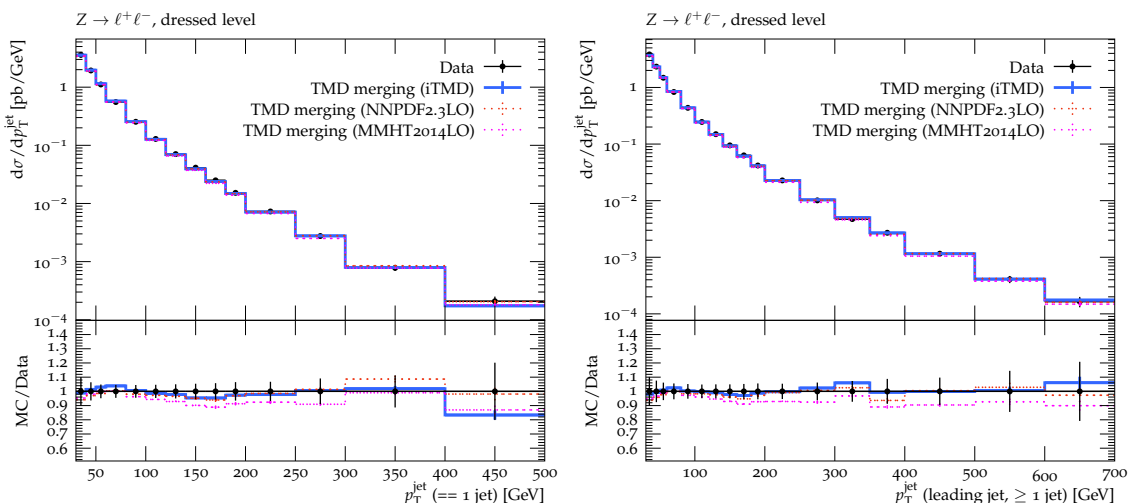 Z → ℓ⁺ℓ⁻, dressed level
dσ/dp_T^jet [pb/GeV]
Data
TMD merging (iTMD)
TMD merging (NNPDF2.3LO)
TMD merging (MMHT2014LO)
1
10⁻¹
10⁻²
10⁻³
10⁻⁴
MC/Data
1.4
1.3
1.2
1.1
1.0
0.9
0.8
0.7
0.6
50 100 150 200 250 300 350 400 450 500
p_T^jet (== 1 jet) [GeV]
Z → ℓ⁺ℓ⁻, dressed level
dσ/dp_T^jet [pb/GeV]
Data
TMD merging (iTMD)
TMD merging (NNPDF2.3LO)
TMD merging (MMHT2014LO)
1
10⁻¹
10⁻²
10⁻³
10⁻⁴
MC/Data
1.4
1.3
1.2
1.1
1.0
0.9
0.8
0.7
0.6
100 200 300 400 500 600 700
p_T^jet (leading jet, ≥ 1 jet) [GeV]